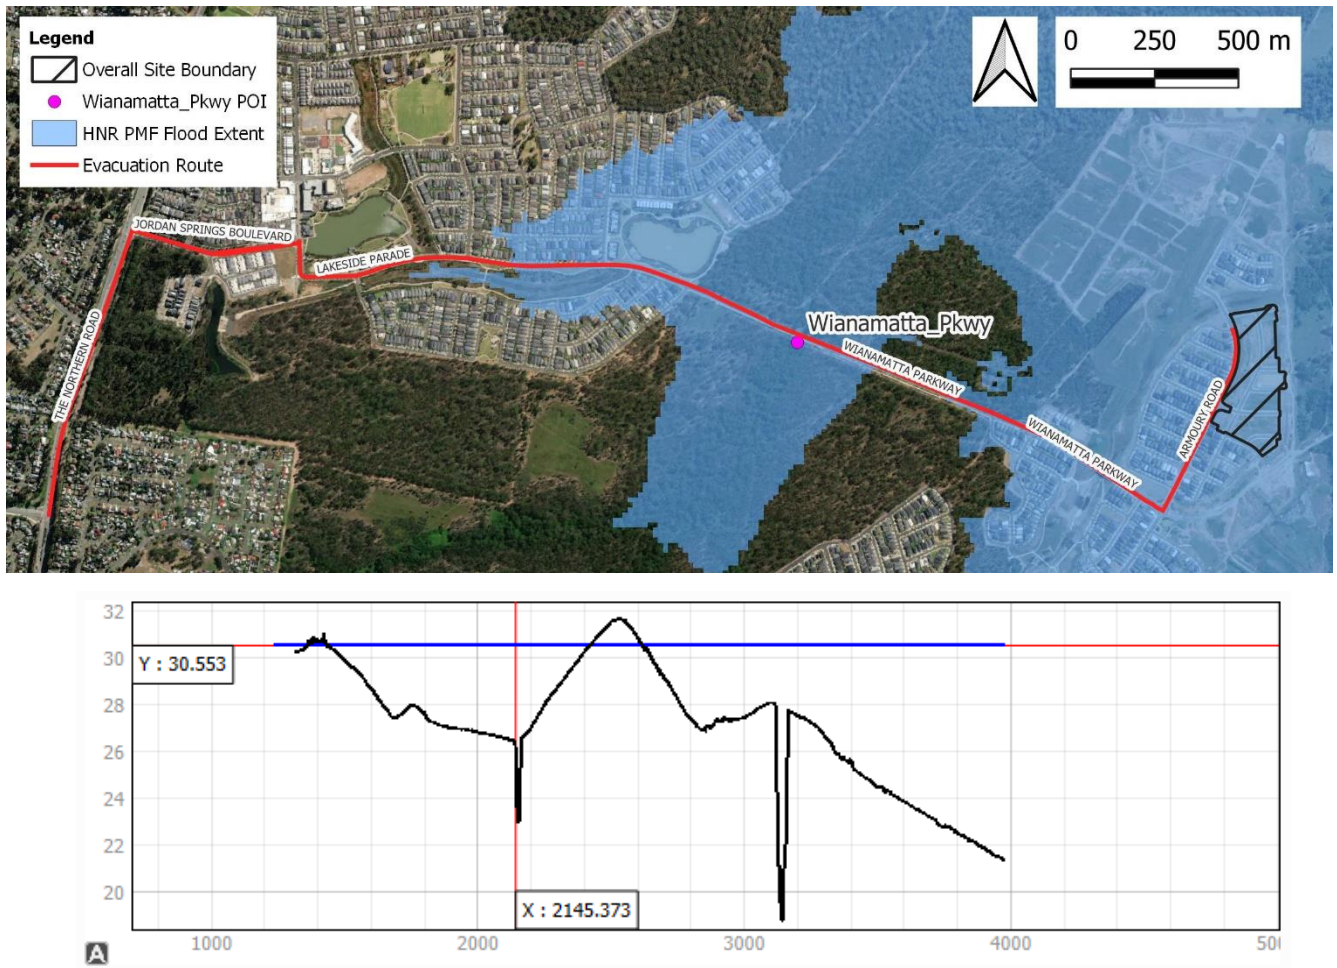 Legend
Overall Site Boundary
Wianamatta_Pkwy POI
HNR PMF Flood Extent
Evacuation Route
0 250 500 m
JORDAN SPRINGS BOULEVARD
LAKESIDE PARADE
THE NORTHERN ROAD
Wianamatta_Pkwy
WIANAMATTA PARKWAY
WIANAMATTA PARKWAY
ARMOURY ROAD
32
30
28
26
24
22
20
Y : 30.553
X : 2145.373
A
1000 2000 3000 4000 500